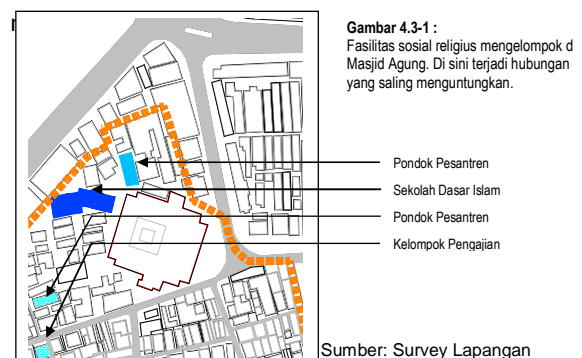 Gambar 4.3-1 :
Fasilitas sosial religius mengelompok d
Masjid Agung. Di sini terjadi hubungan
yang saling menguntungkan.
Pondok Pesantren
Sekolah Dasar Islam
Pondok Pesantren
Kelompok Pengajian
Sumber: Survey Lapangan